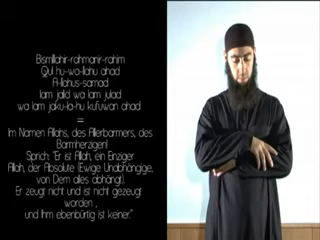 Bismillahir-rahmanir-rahim
Qul hu-wa-llahu ahad
A-llahus-samad
lam jalid wa lam julad
wa lam jaku-la-hu kufuwan ahad
=
Im Namen Allahs, des Allerbarmers, des
Barmherzigen!
Sprich: "Er ist Allah, ein Einziger
Allah, der Absolute (Ewige Unabhängige,
von Dem alles abhängt).
Er zeugt nicht und ist nicht gezeugt
worden ,
und Ihm ebenbürtig ist keiner."